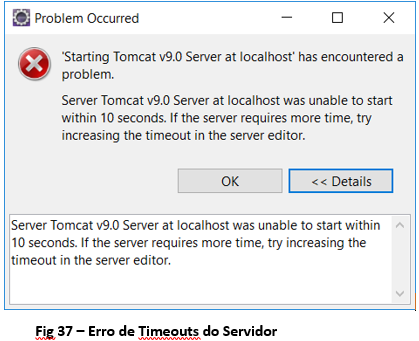 Problem Occurred
'Starting Tomcat v9.0 Server at localhost' has encountered a
problem.
Server Tomcat v9.0 Server at localhost was unable to start
within 10 seconds. If the server requires more time, try
increasing the timeout in the server editor.
OK
<< Details
Server Tomcat v9.0 Server at localhost was unable to start within
10 seconds. If the server requires more time, try increasing the
timeout in the server editor.
Fig 37 – Erro de Timeouts do Servidor